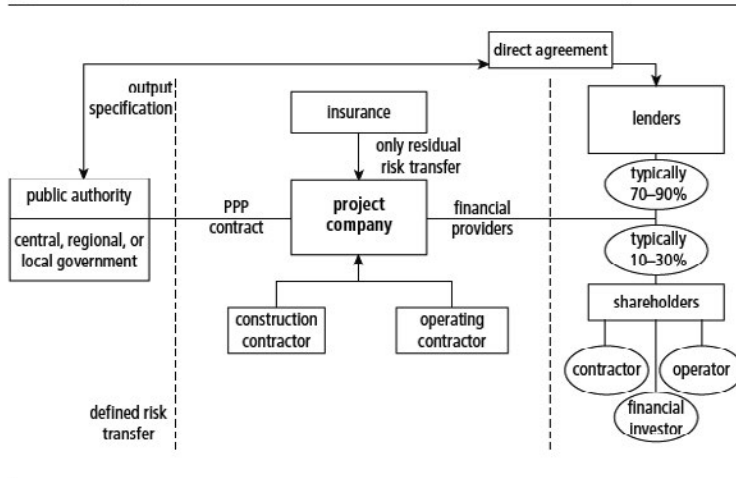 direct agreement
output
specification
insurance
lenders
only residual
risk transfer
typically
70–90%
public authority
central, regional, or
local government
PPP
contract
project
company
financial
providers
typically
10–30%
shareholders
construction
contractor
operating
contractor
contractor
operator
financial
investor
defined risk
transfer